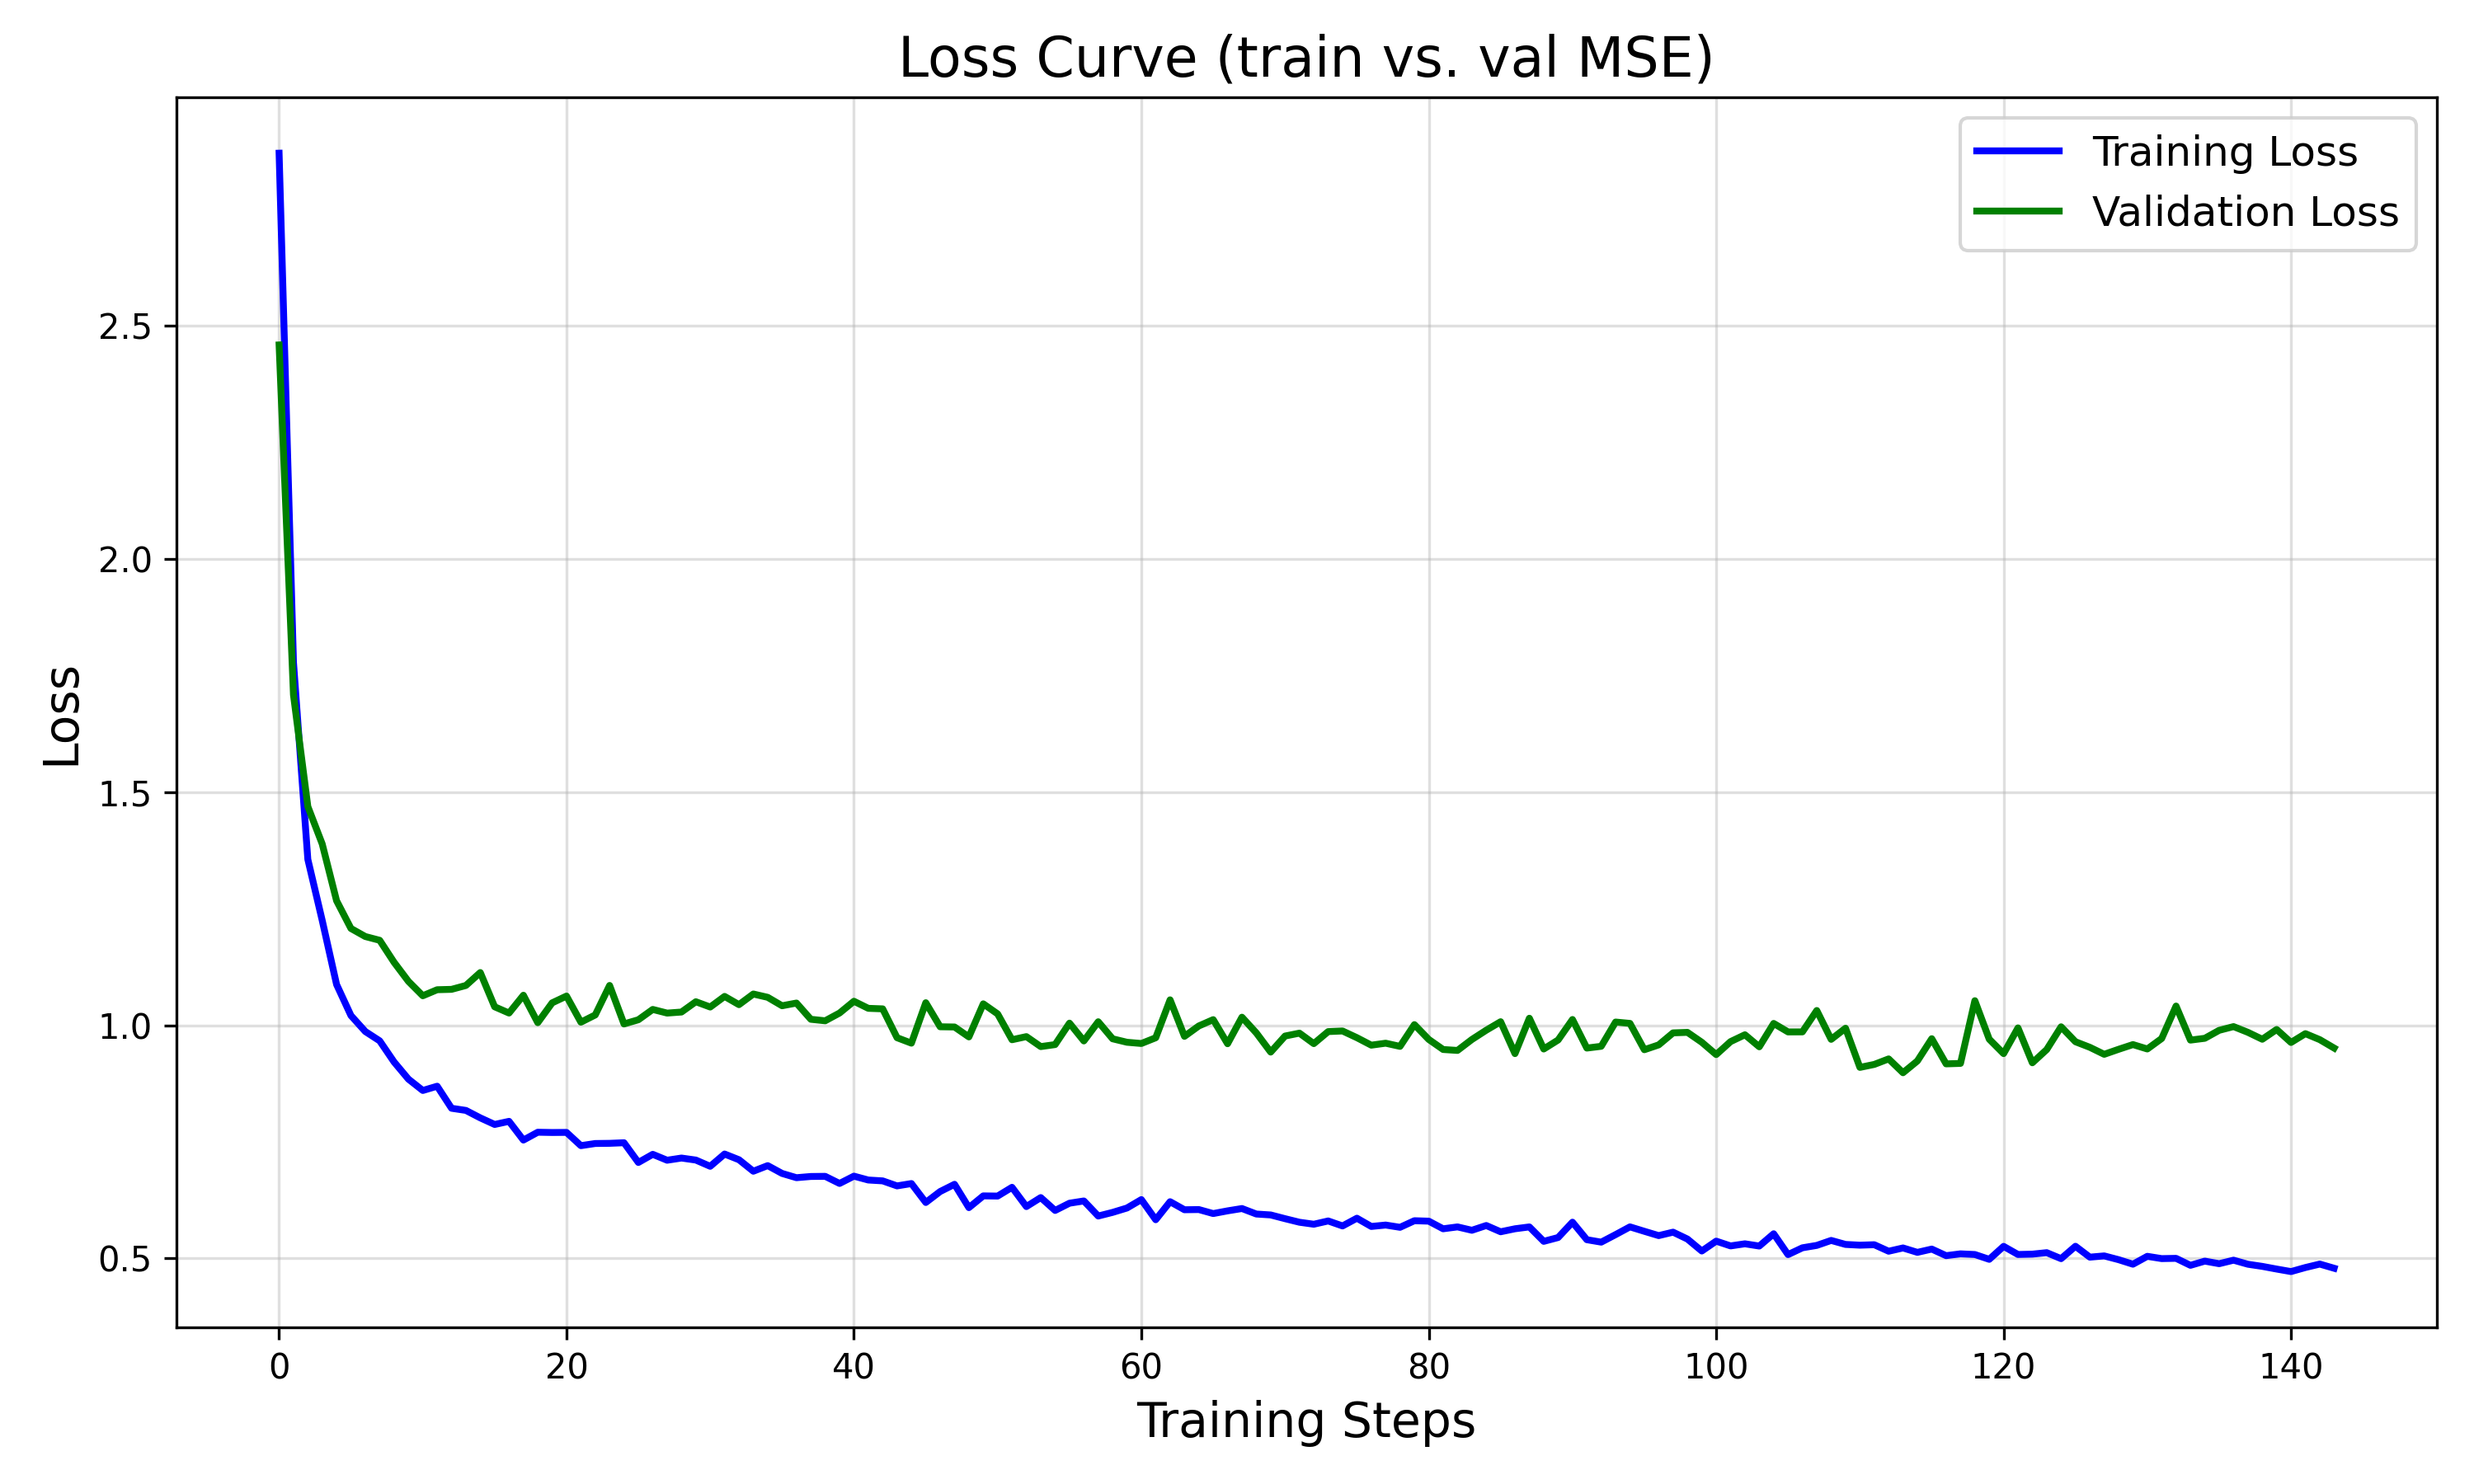 Loss Curve (train vs. val MSE)
Training Loss
Validation Loss
2.5
2.0
1.5
1.0
0.5
Loss
0 20 40 60 80 100 120 140
Training Steps